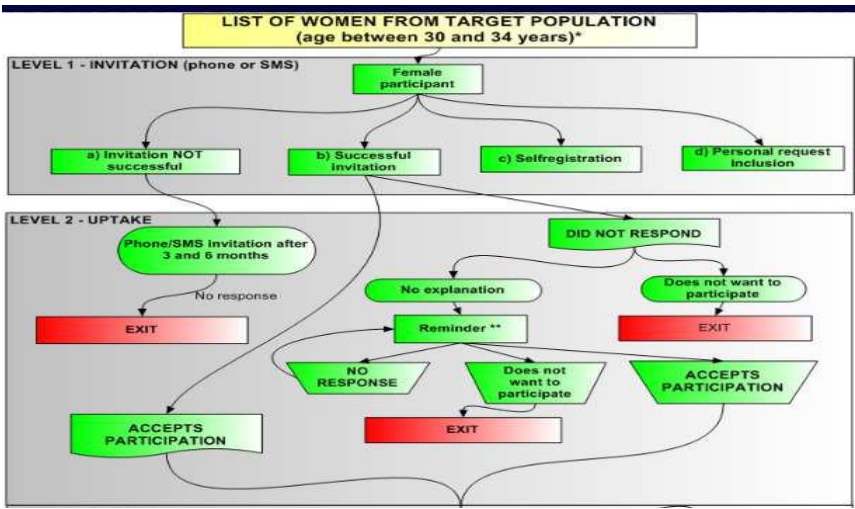 LIST OF WOMEN FROM TARGET POPULATION
(age between 30 and 34 years)*
LEVEL 1 - INVITATION (phone or SMS)
Female
participant
a) Invitation NOT
successful
b) Successful
invitation
c) Selfregistration
d) Personal request
inclusion
LEVEL 2 - UPTAKE
Phone/SMS invitation after
3 and 6 months
DID NOT RESPOND
No response
No explanation
Does not want to
participate
EXIT
Reminder **
EXIT
NO
RESPONSE
Does not
want to
participate
ACCEPTS
PARTICIPATION
ACCEPTS
PARTICIPATION
EXIT